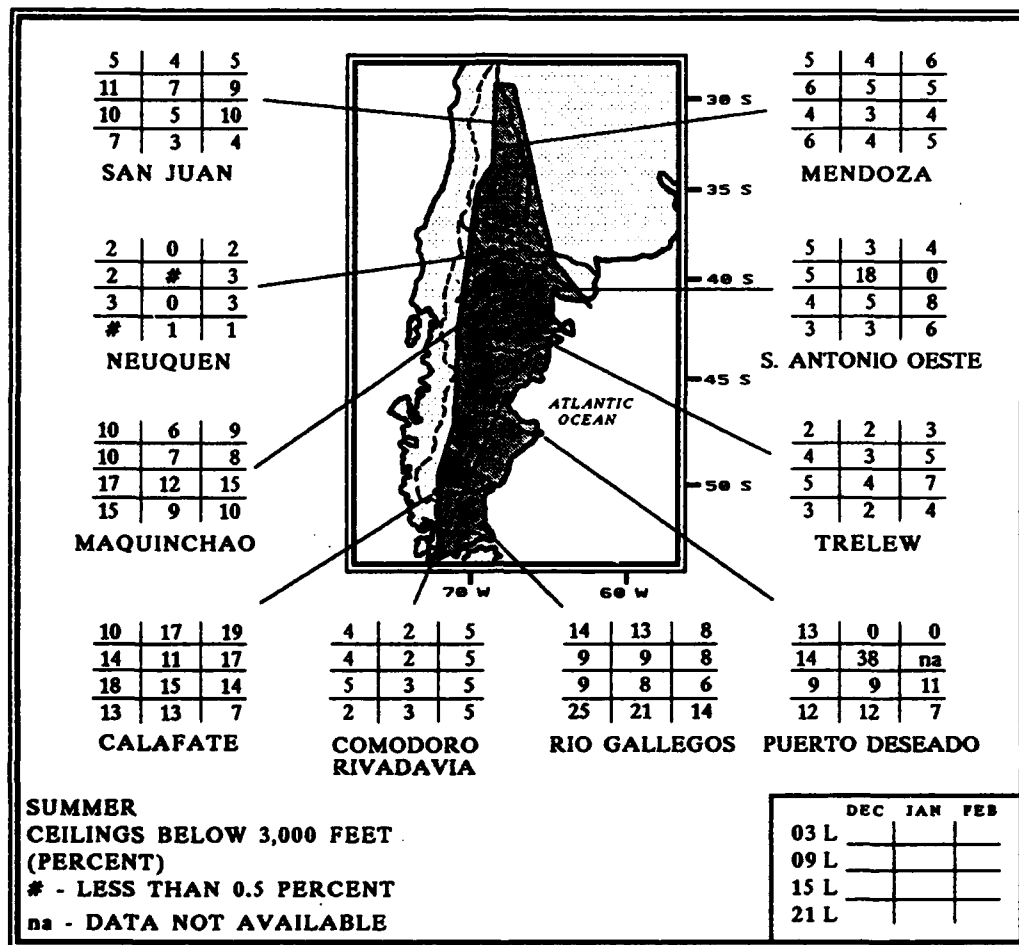 5 4 5
11 7 9
10 5 10
7 3 4
SAN JUAN
5 4 6
6 5 5
4 3 4
6 4 5
MENDOZA
2 0 2
2 # 3
3 0 3
# 1 1
NEUQUEN
5 3 4
5 18 0
4 5 8
3 3 6
S. ANTONIO OESTE
10 6 9
10 7 8
17 12 15
15 9 10
MAQUINCHAO
2 2 3
4 3 5
5 4 7
3 2 4
TRELEW
30 S
35 S
40 S
45 S
50 S
ATLANTIC
OCEAN
70 W 60 W
10 17 19
14 11 17
18 15 14
13 13 7
CALAFATE
4 2 5
4 2 5
5 3 5
2 3 5
COMODORO
RIVADAVIA
14 13 8
9 9 8
9 8 6
25 21 14
RIO GALLEGOS
13 0 0
14 38 na
9 9 11
12 12 7
PUERTO DESEADO
SUMMER
CEILINGS BELOW 3,000 FEET
(PERCENT)
# - LESS THAN 0.5 PERCENT
na - DATA NOT AVAILABLE
DEC JAN FEB
03 L
09 L
15 L
21 L